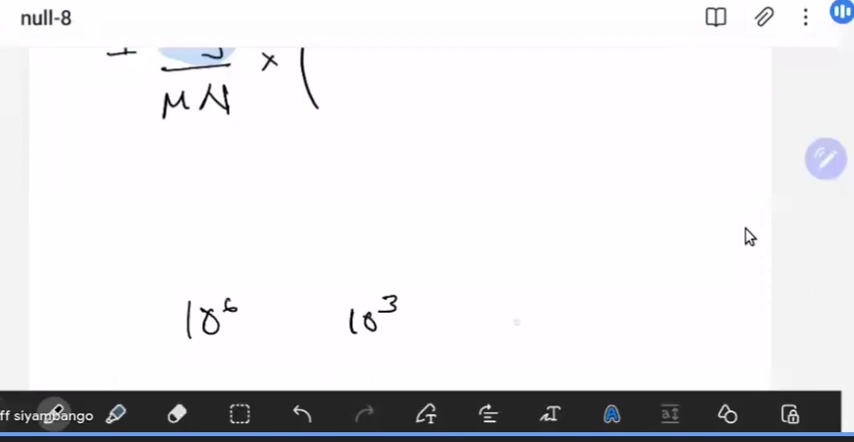 null-8
MN × (
10⁶ 10³
ff siyambango